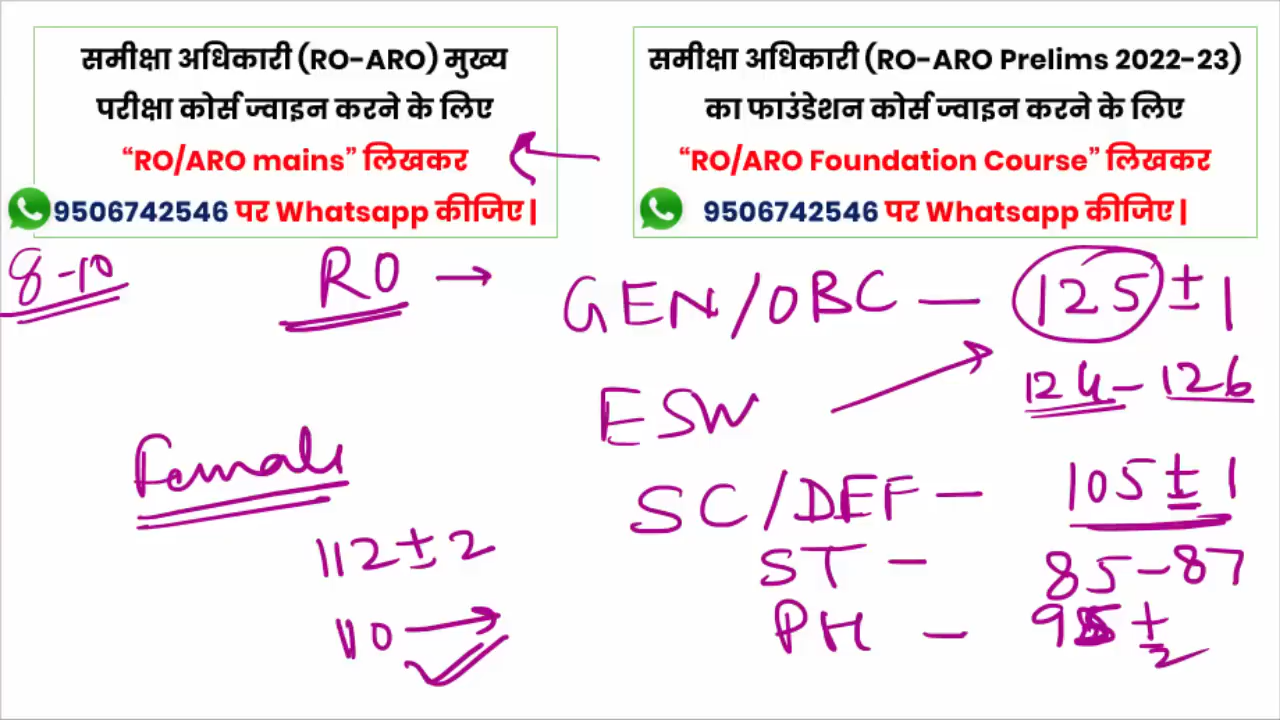 समीक्षा अधिकारी (RO-ARO) मुख्य
परीक्षा कोर्स ज्वाइन करने के लिए
“RO/ARO mains” लिखकर
9506742546 पर Whatsapp कीजिए |
समीक्षा अधिकारी (RO-ARO Prelims 2022-23)
का फाउंडेशन कोर्स ज्वाइन करने के लिए
“RO/ARO Foundation Course” लिखकर
9506742546 पर Whatsapp कीजिए |
8-10
RO → GEN/OBC – 125 ± 1
124 - 126
ESW
Female
SC/DEF – 105 ± 1
112 ± 2
ST – 85-87
110 →
PH – 95 ± 2